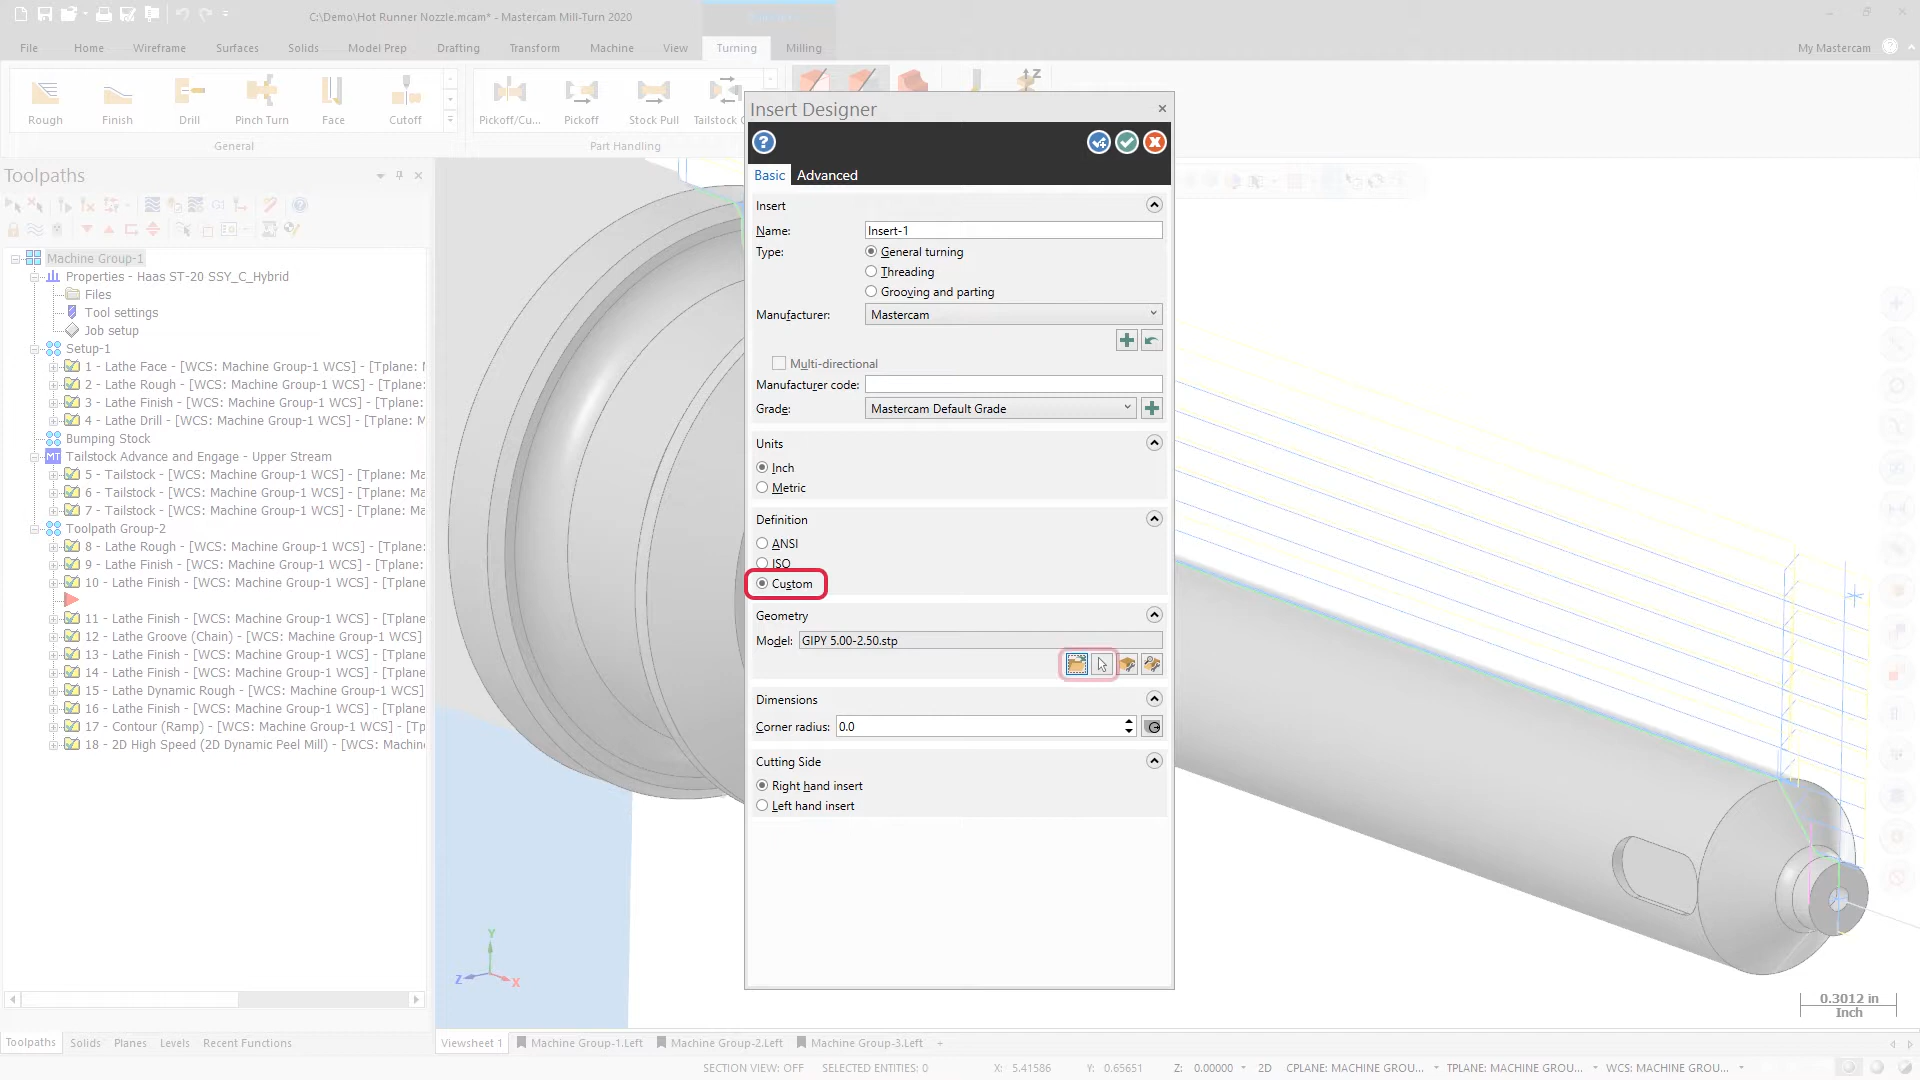 C:\Demo\Hot Runner Nozzle.mcam* - Mastercam Mill-Turn 2020
File Home Wireframe Surfaces Solids Model Prep Drafting Transform Machine View Turning Milling My Mastercam
Rough Finish Drill Pinch Turn Face Cutoff Pickoff/Cu... Pickoff Stock Pull Tailstock
General Part Handling
Toolpaths
Machine Group-1
Properties - Haas ST-20 SSY_C_Hybrid
Files
Tool settings
Job setup
Setup-1
1 - Lathe Face - [WCS: Machine Group-1 WCS] - [Tplane:
2 - Lathe Rough - [WCS: Machine Group-1 WCS] - [Tplane:
3 - Lathe Finish - [WCS: Machine Group-1 WCS] - [Tplane:
4 - Lathe Drill - [WCS: Machine Group-1 WCS] - [Tplane: M
Bumping Stock
MT Tailstock Advance and Engage - Upper Stream
5 - Tailstock - [WCS: Machine Group-1 WCS] - [Tplane: Ma
6 - Tailstock - [WCS: Machine Group-1 WCS] - [Tplane: Ma
7 - Tailstock - [WCS: Machine Group-1 WCS] - [Tplane: Ma
Toolpath Group-2
8 - Lathe Rough - [WCS: Machine Group-1 WCS] - [Tplane:
9 - Lathe Finish - [WCS: Machine Group-1 WCS] - [Tplane:
10 - Lathe Finish - [WCS: Machine Group-1 WCS] - [Tplane:
11 - Lathe Finish - [WCS: Machine Group-1 WCS] - [Tplane:
12 - Lathe Groove (Chain) - [WCS: Machine Group-1 WCS]
13 - Lathe Finish - [WCS: Machine Group-1 WCS] - [Tplane:
14 - Lathe Finish - [WCS: Machine Group-1 WCS] - [Tplane:
15 - Lathe Dynamic Rough - [WCS: Machine Group-1 WCS]
16 - Lathe Finish - [WCS: Machine Group-1 WCS] - [Tplane:
17 - Contour (Ramp) - [WCS: Machine Group-1 WCS] - [Tp
18 - 2D High Speed (2D Dynamic Peel Mill) - [WCS: Machine
Toolpaths Solids Planes Levels Recent Functions
Insert Designer
Basic Advanced
Insert
Name: Insert-1
Type: General turning
Threading
Grooving and parting
Manufacturer: Mastercam
Multi-directional
Manufacturer code:
Grade: Mastercam Default Grade
Units
Inch
Metric
Definition
ANSI
ISO
Custom
Geometry
Model: GIPY 5.00-2.50.stp
Dimensions
Corner radius: 0.0
Cutting Side
Right hand insert
Left hand insert
Y
Z X
0.3012 in
Inch
Viewsheet 1 Machine Group-1.Left Machine Group-2.Left Machine Group-3.Left +
SECTION VIEW: OFF SELECTED ENTITIES: 0 X: 5.41586 Y: 0.65651 Z: 0.00000 2D CPLANE: MACHINE GROU... TPLANE: MACHINE GROU... WCS: MACHINE GROU...